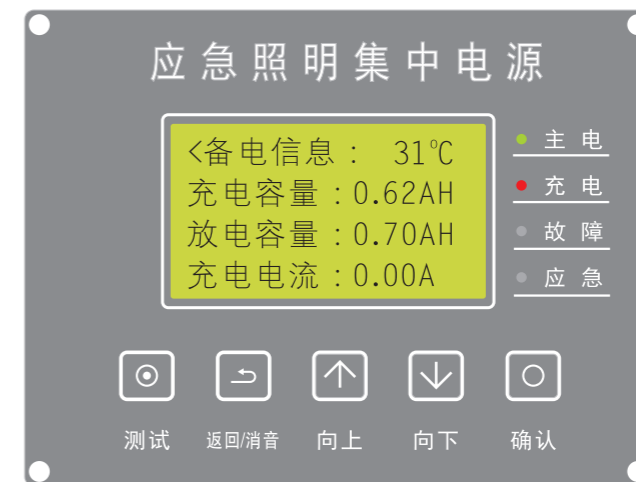 应急照明集中电源
<备电信息： 31℃
充电容量：0.62AH
放电容量：0.70AH
充电电流：0.00A
主电
充电
故障
应急
测试 返回/消音 向上 向下 确认